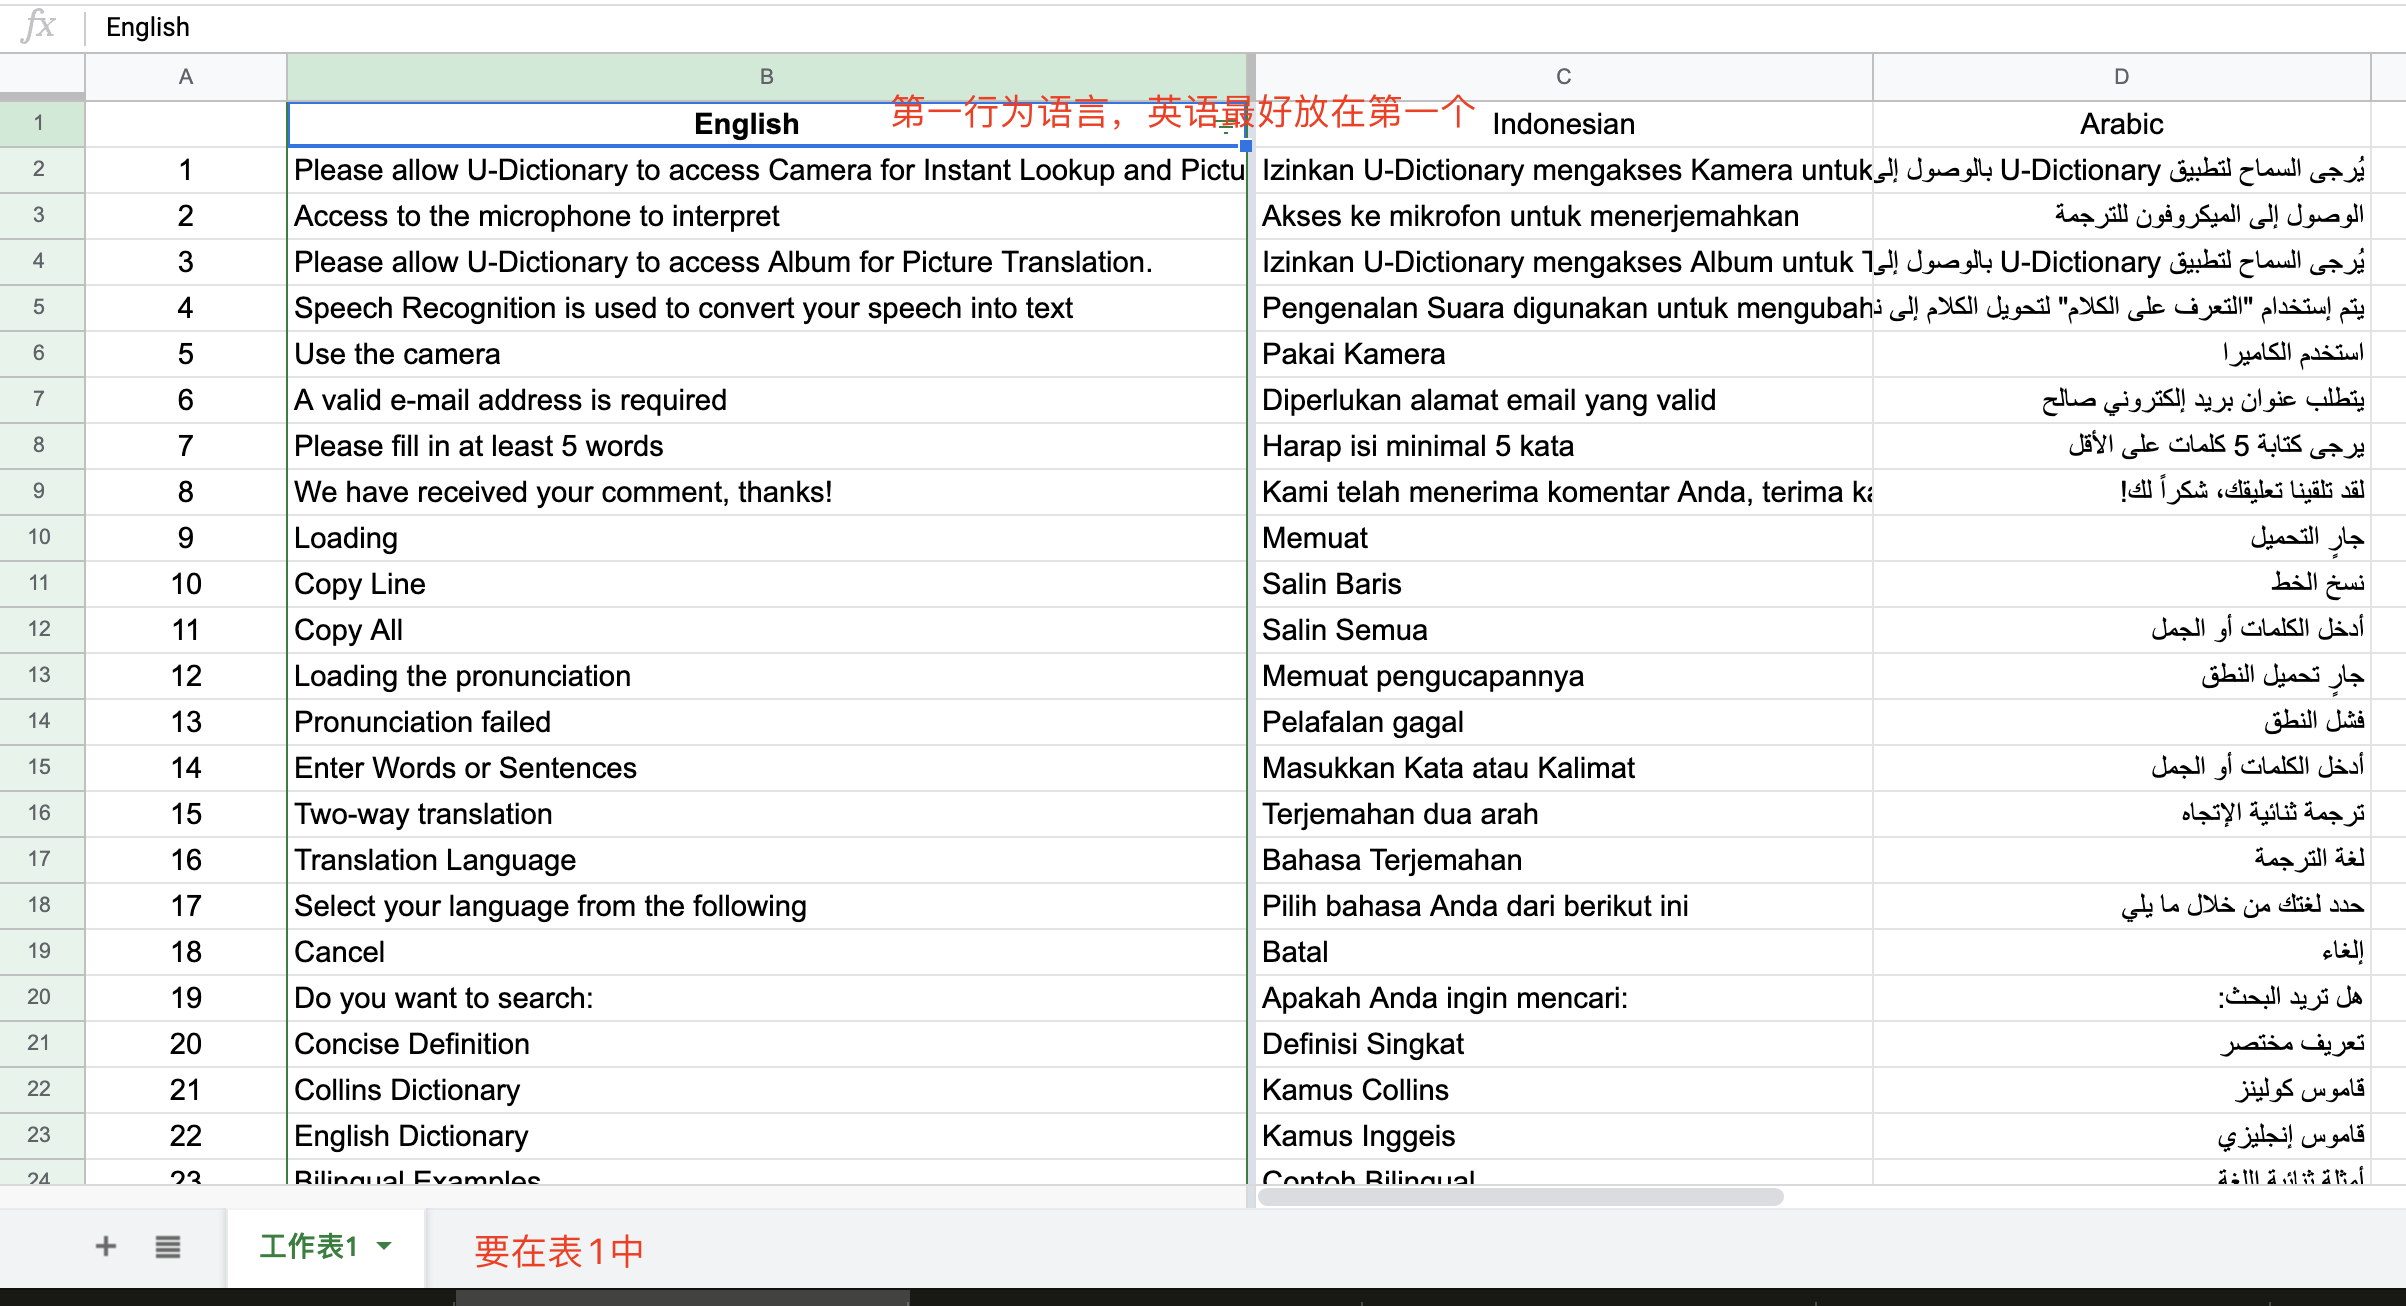 fx English
A B C D
1 English Indonesian Arabic
第一行为语言，英语最好放在第一个
2 1 Please allow U-Dictionary to access Camera for Instant Lookup and Pictu Izinkan U-Dictionary mengakses Kamera untuk يُرجى السماح لتطبيق U-Dictionary بالوصول إلى
3 2 Access to the microphone to interpret Akses ke mikrofon untuk menerjemahkan الوصول إلى الميكروفون للترجمة
4 3 Please allow U-Dictionary to access Album for Picture Translation. Izinkan U-Dictionary mengakses Album untuk يُرجى السماح لتطبيق U-Dictionary بالوصول إلى
5 4 Speech Recognition is used to convert your speech into text Pengenalan Suara digunakan untuk mengubah يتم إستخدام "التعرف على الكلام" لتحويل الكلام إلى
6 5 Use the camera Pakai Kamera استخدم الكاميرا
7 6 A valid e-mail address is required Diperlukan alamat email yang valid يتطلب عنوان بريد إلكتروني صالح
8 7 Please fill in at least 5 words Harap isi minimal 5 kata يرجى كتابة 5 كلمات على الأقل
9 8 We have received your comment, thanks! Kami telah menerima komentar Anda, terima ka لقد تلقينا تعليقك، شكراً لك!
10 9 Loading Memuat جارٍ التحميل
11 10 Copy Line Salin Baris نسخ الخط
12 11 Copy All Salin Semua أدخل الكلمات أو الجمل
13 12 Loading the pronunciation Memuat pengucapannya جارٍ تحميل النطق
14 13 Pronunciation failed Pelafalan gagal فشل النطق
15 14 Enter Words or Sentences Masukkan Kata atau Kalimat أدخل الكلمات أو الجمل
16 15 Two-way translation Terjemahan dua arah ترجمة ثنائية الإتجاه
17 16 Translation Language Bahasa Terjemahan لغة الترجمة
18 17 Select your language from the following Pilih bahasa Anda dari berikut ini حدد لغتك من خلال ما يلي
19 18 Cancel Batal إلغاء
20 19 Do you want to search: Apakah Anda ingin mencari: هل تريد البحث:
21 20 Concise Definition Definisi Singkat تعريف مختصر
22 21 Collins Dictionary Kamus Collins قاموس كولينز
23 22 English Dictionary Kamus Inggeis قاموس إنجليزي
24 23 Bilingual Examples Contoh Bilingual أمثلة ثنائية اللغة
工作表1 要在表1中